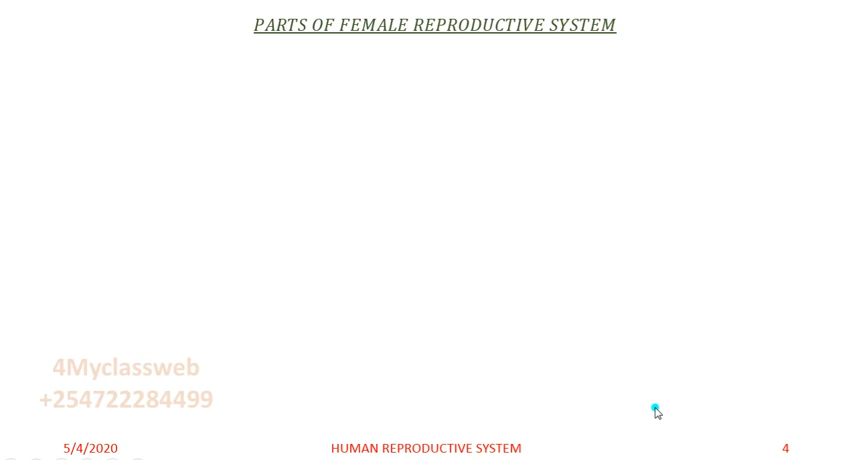 PARTS OF FEMALE REPRODUCTIVE SYSTEM
4Myclassweb
+254722284499
5/4/2020 HUMAN REPRODUCTIVE SYSTEM 4